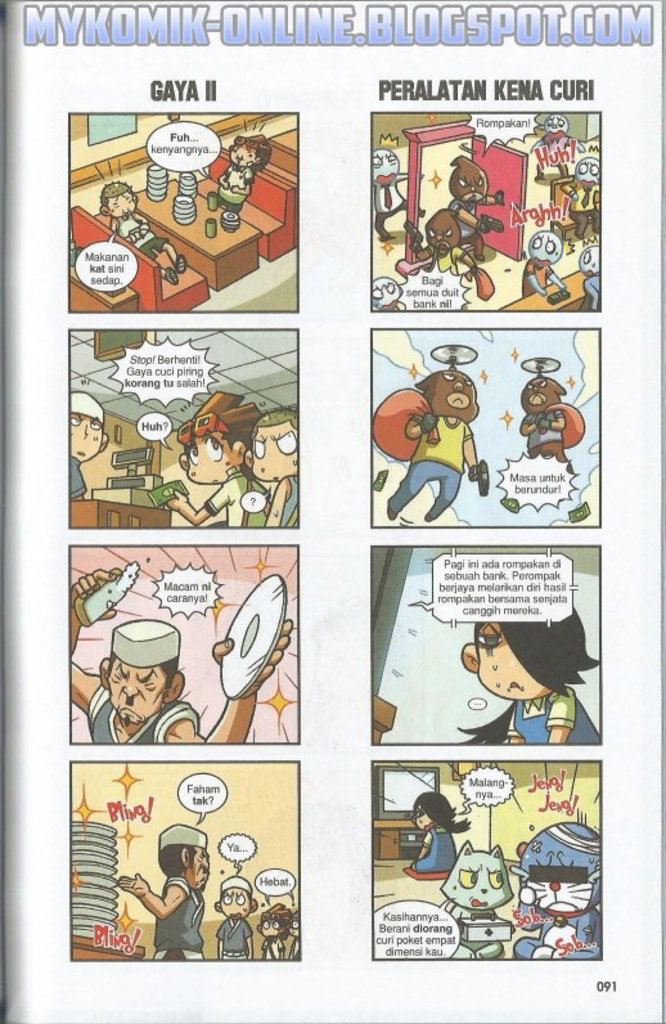 MYKOMIK-ONLINE.BLOGSPOT.COM
GAYA II
Fuh...
kenyangnya...
Makanan
kat sini
sedap.
Stop! Berhenti!
Gaya cuci piring
korang tu salah!
Huh?
?
Macam ni
caranya!
Bling!
Faham
tak?
Ya...
Hebat.
Bling!
PERALATAN KENA CURI
Rompakan!
Huh!
Arghh!
Bagi
semua duit
bank ni!
Masa untuk
berundur!
Pagi ini ada rompakan di
sebuah bank. Perompak
berjaya melarikan diri hasil
rompakan bersama senjata
canggih mereka.
...
Malang-
nya...
Jeng!
Jeng!
Kasihannya...
Berani diorang
curi poket empat
dimensi kau.
Sob...
Sob...
091